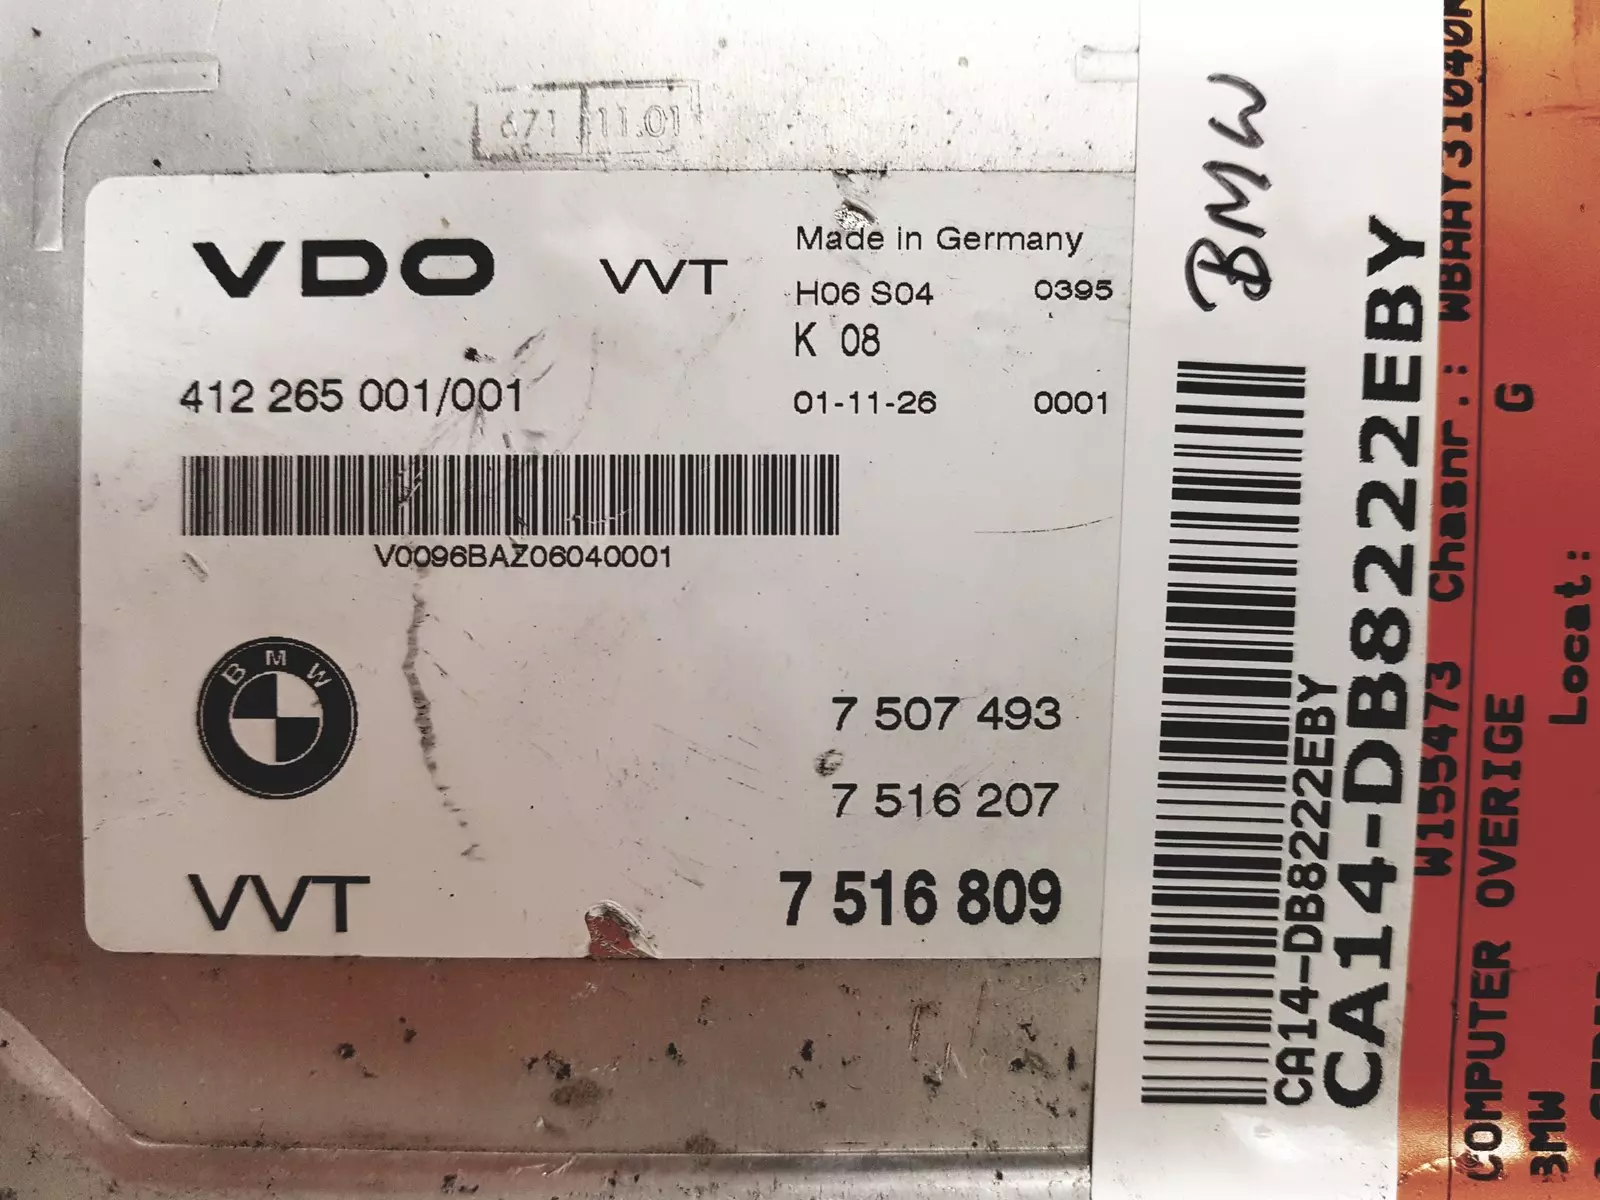 671 11.01
VDO VVT
Made in Germany
H06 S04 0395
K 08
412 265 001/001
01-11-26 0001
V0096BAZ06040001
BMW
7 507 493
7 516 207
VVT 7 516 809
BMW
CA14-DB8222EBY
CA14-DB8222EBY
W155473 Chasnr.:
COMPUTER OVERIGE G
BMW Locat: